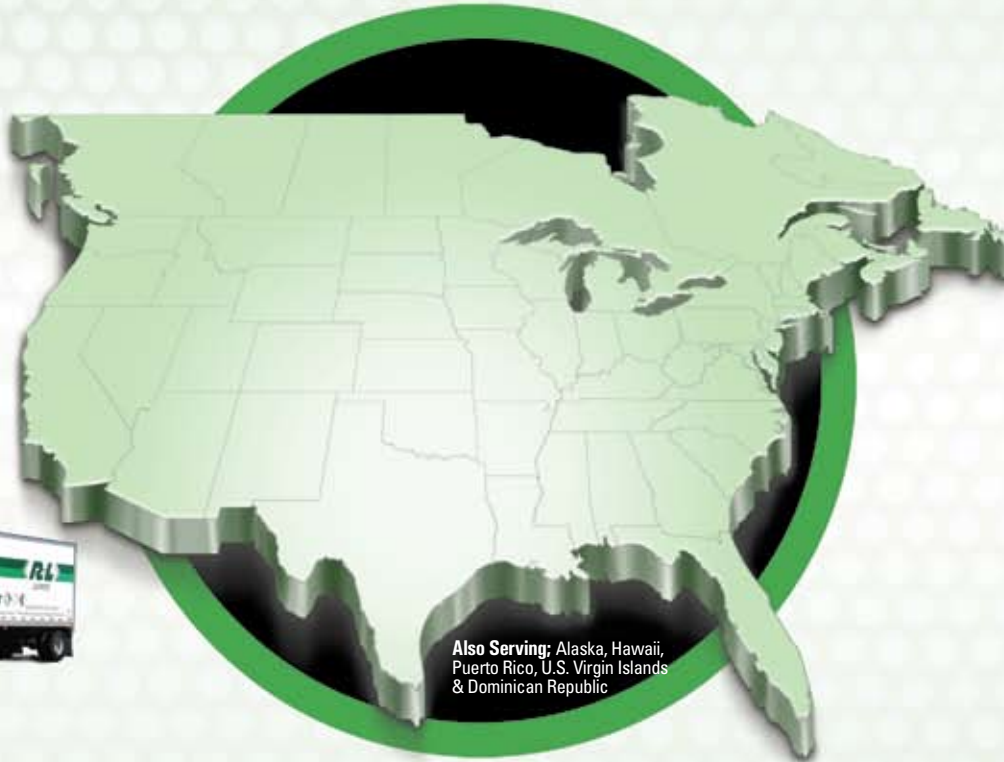 R+L
Also Serving; Alaska, Hawaii,
Puerto Rico, U.S. Virgin Islands
& Dominican Republic